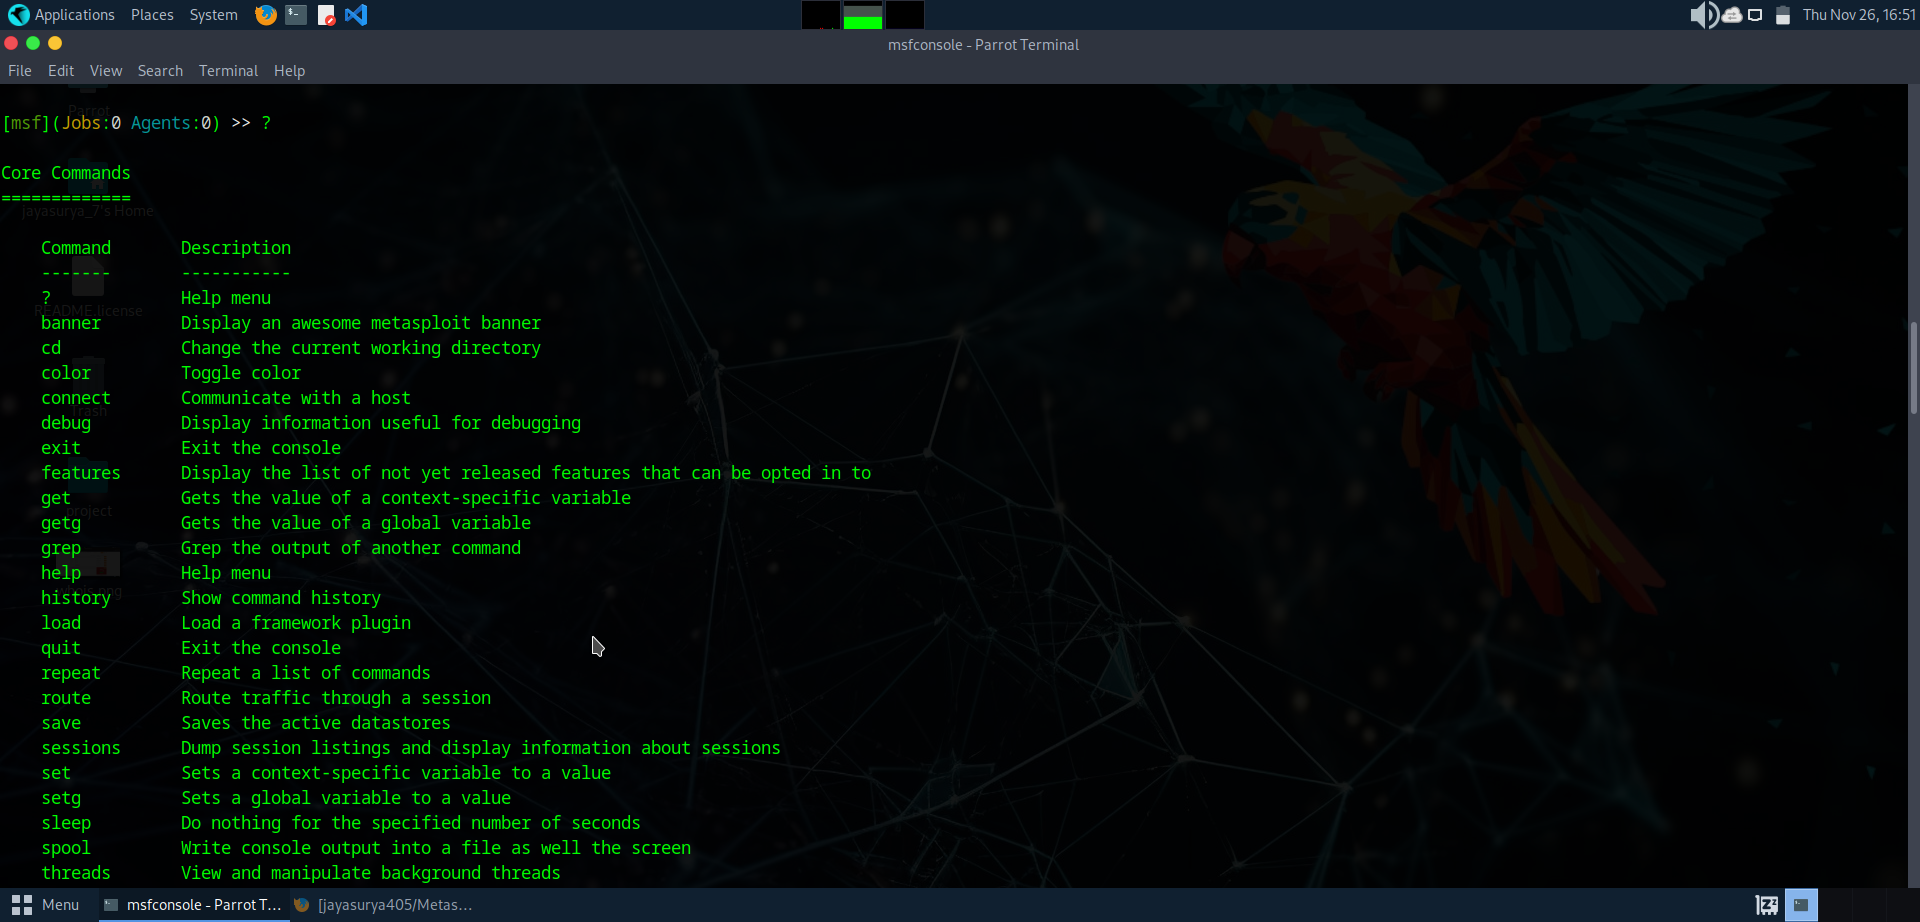 Applications Places System Thu Nov 26, 16:51
msfconsole - Parrot Terminal
File Edit View Search Terminal Help
Parrot
[msf](Jobs:0 Agents:0) >> ?
Core Commands
=============
jayasurya_7's Home
Command Description
------- -----------
? Help menu
README.license
banner Display an awesome metasploit banner
cd Change the current working directory
color Toggle color
connect Communicate with a host
Trash
debug Display information useful for debugging
exit Exit the console
features Display the list of not yet released features that can be opted in to
get Gets the value of a context-specific variable
project
getg Gets the value of a global variable
grep Grep the output of another command
help Help menu
history Show command history
load Load a framework plugin
quit Exit the console
repeat Repeat a list of commands
route Route traffic through a session
save Saves the active datastores
sessions Dump session listings and display information about sessions
set Sets a context-specific variable to a value
setg Sets a global variable to a value
sleep Do nothing for the specified number of seconds
spool Write console output into a file as well the screen
threads View and manipulate background threads
Menu msfconsole - Parrot T... [jayasurya405/Metas...